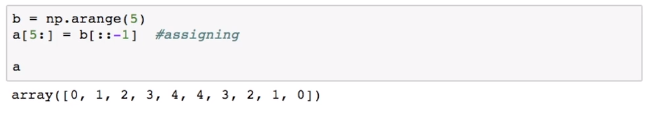 b = np.arange(5)
a[5:] = b[::-1]  #assigning
a
array([0, 1, 2, 3, 4, 4, 3, 2, 1, 0])